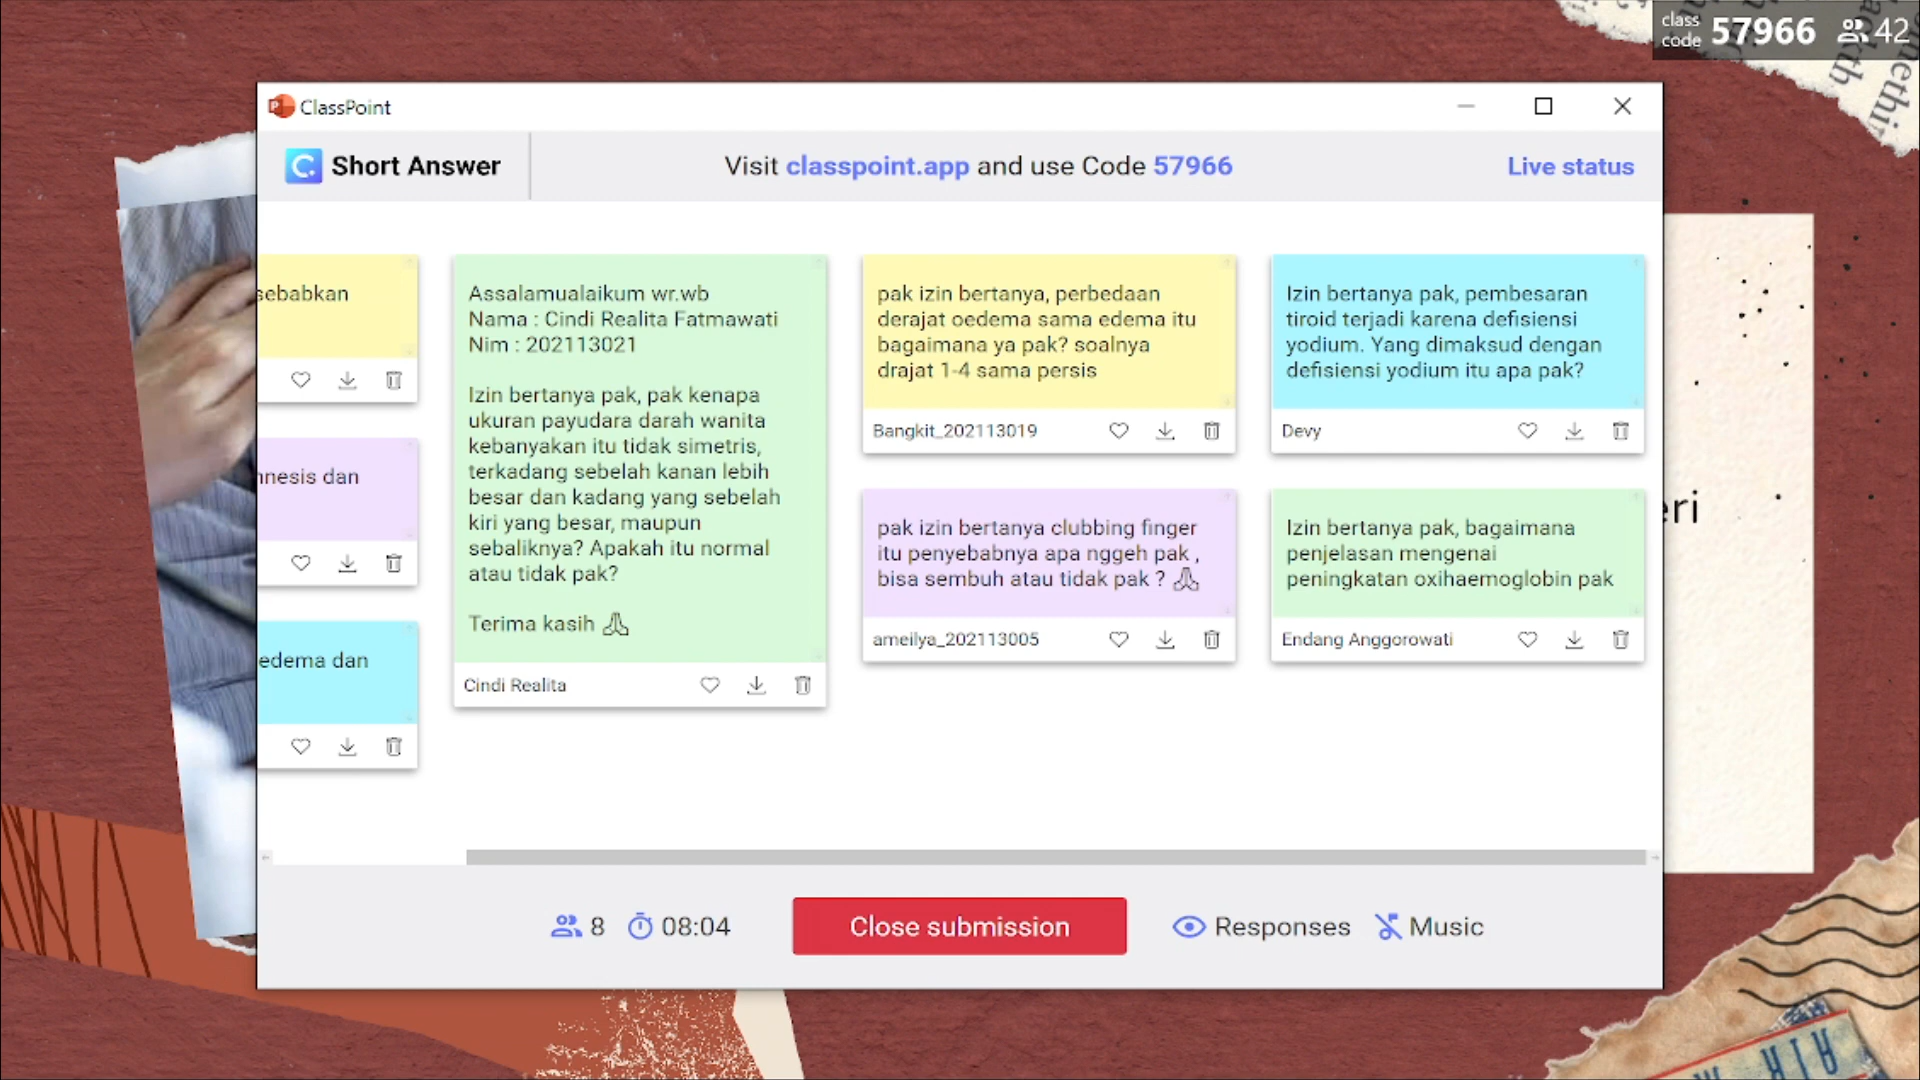 class code 57966 42
ClassPoint
Short Answer
Visit classpoint.app and use Code 57966
Live status
sebabkan
nnesis dan
edema dan
Assalamualaikum wr.wb
Nama : Cindi Realita Fatmawati
Nim : 202113021
Izin bertanya pak, pak kenapa
ukuran payudara darah wanita
kebanyakan itu tidak simetris,
terkadang sebelah kanan lebih
besar dan kadang yang sebelah
kiri yang besar, maupun
sebaliknya? Apakah itu normal
atau tidak pak?
Terima kasih 🙏
Cindi Realita
pak izin bertanya, perbedaan
derajat oedema sama edema itu
bagaimana ya pak? soalnya
drajat 1-4 sama persis
Bangkit_202113019
pak izin bertanya clubbing finger
itu penyebabnya apa nggeh pak ,
bisa sembuh atau tidak pak ? 🙏
ameilya_202113005
Izin bertanya pak, pembesaran
tiroid terjadi karena defisiensi
yodium. Yang dimaksud dengan
defisiensi yodium itu apa pak?
Devy
Izin bertanya pak, bagaimana
penjelasan mengenai
peningkatan oxihaemoglobin pak
Endang Anggorowati
eri
8 08:04
Close submission
Responses
Music